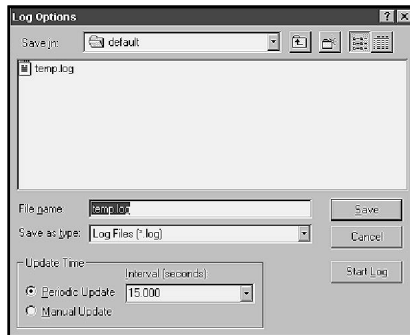 Log Options
Save in:
default
temp.log
File name:
temp.log
Save
Save as type:
Log Files (*.log)
Cancel
Update Time
Interval (seconds)
Start Log
Periodic Update
15.000
Manual Update